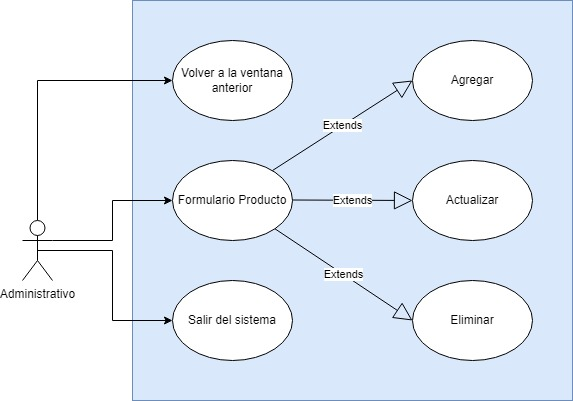 Volver a la ventana
anterior
Agregar
Extends
Formulario Producto
Extends
Actualizar
Extends
Administrativo
Salir del sistema
Eliminar